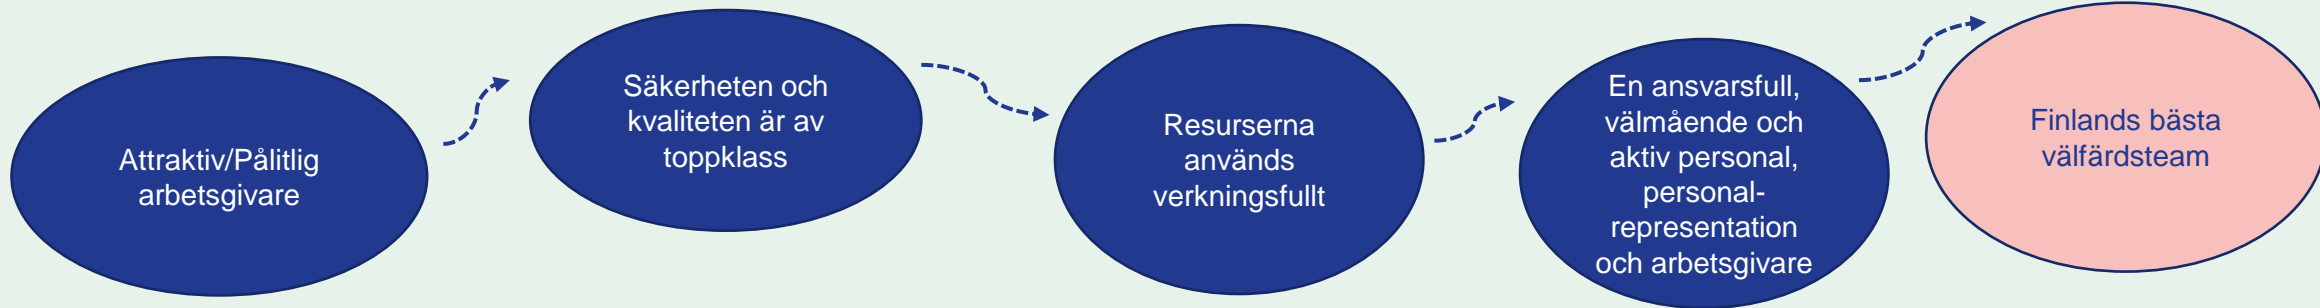 Attraktiv/Pålitlig
arbetsgivare
Säkerheten och
kvaliteten är av
toppklass
Resurserna
används
verkningsfullt
En ansvarsfull,
välmående och
aktiv personal,
personal-
representation
och arbetsgivare
Finlands bästa
välfärdsteam